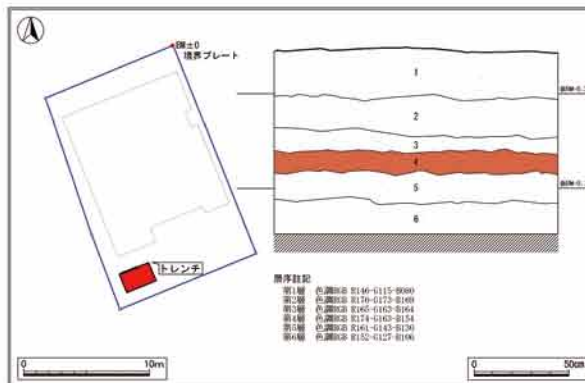 BM±0
境界プレート
1
2
3
4
5
6
トレンチ
層序註記
第1層 色調RGB R146-G115-B080
第2層 色調RGB R170-G173-B169
第3層 色調RGB R165-G163-B164
第4層 色調RGB R174-G163-B154
第5層 色調RGB R161-G143-B130
第6層 色調RGB R152-G127-B106
0 10m
0 50cm